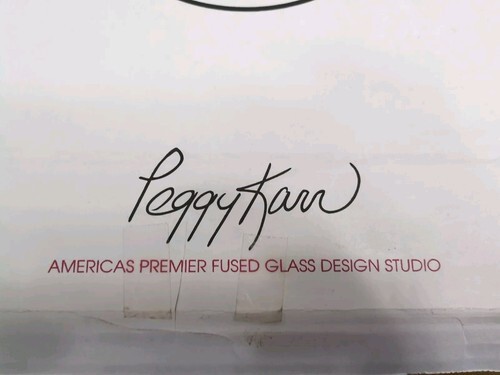 Peggy Karr
AMERICAS PREMIER FUSED GLASS DESIGN STUDIO